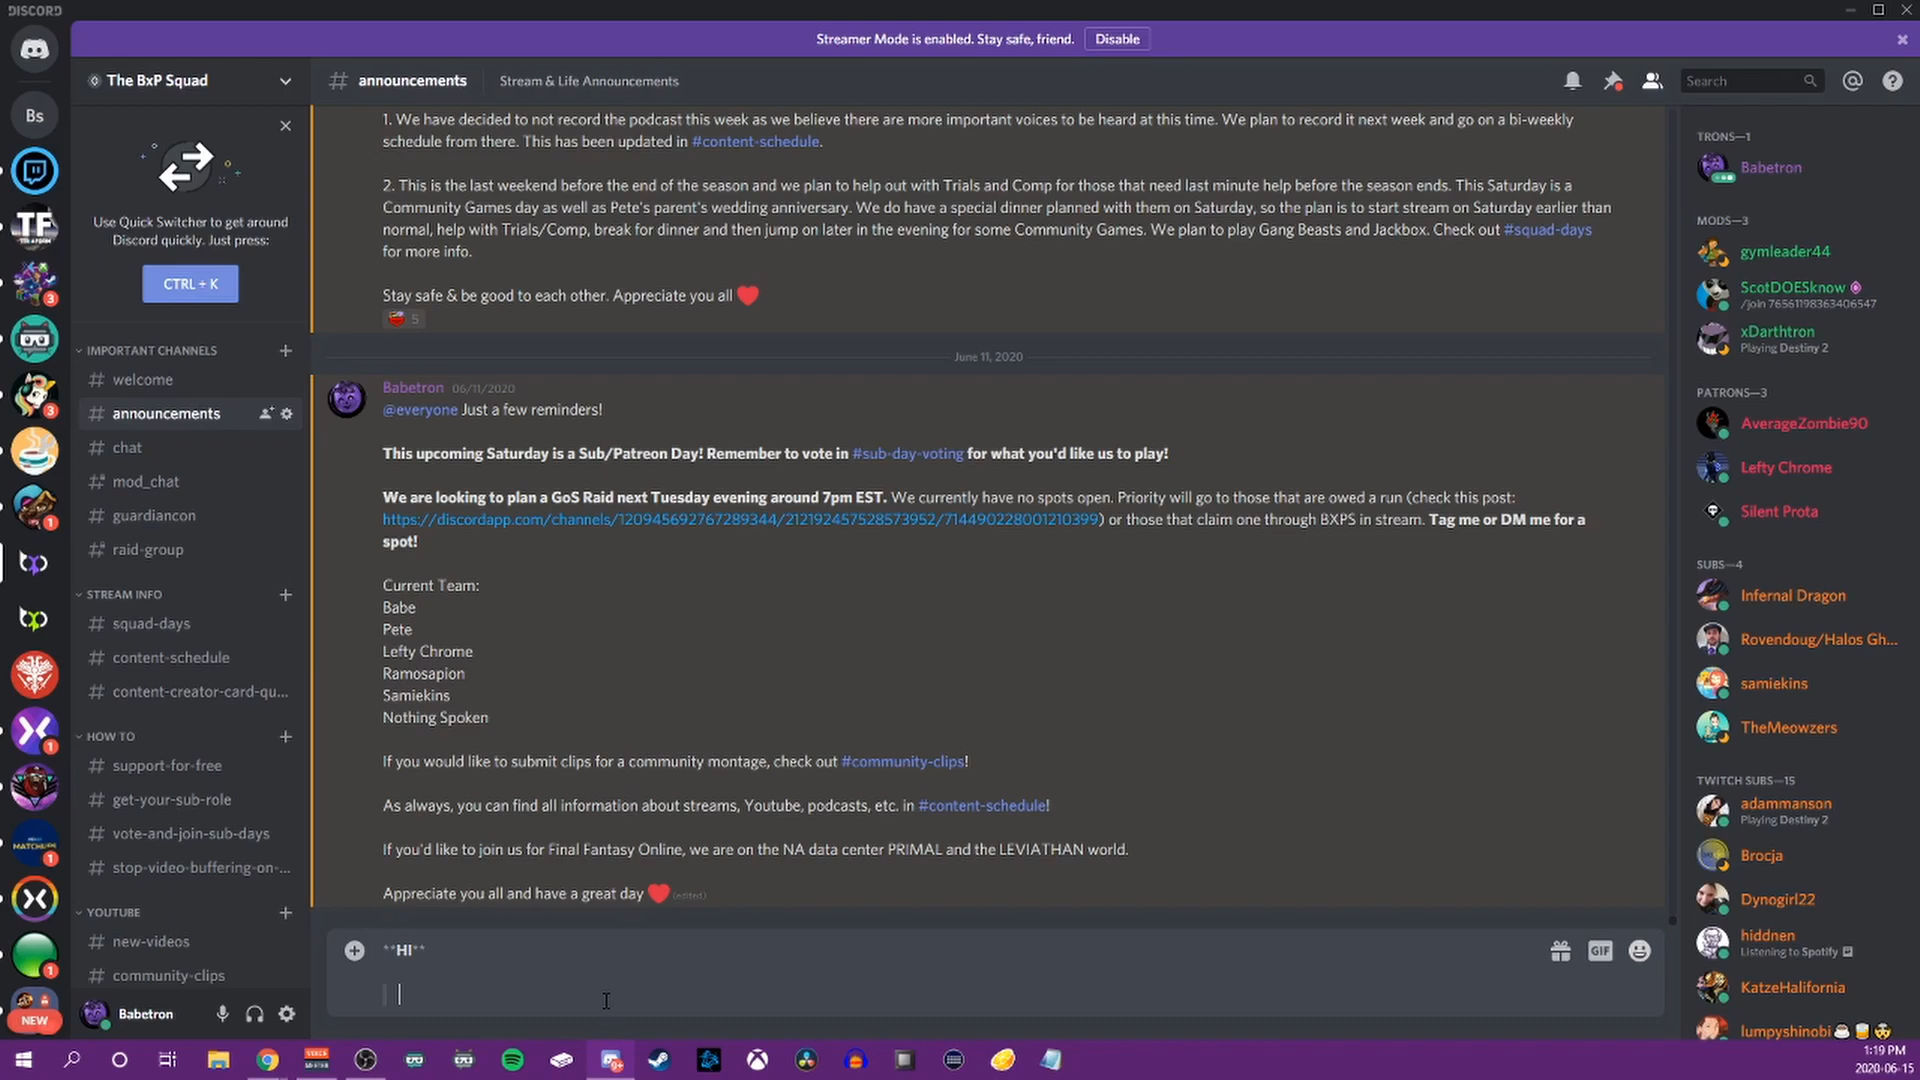 DISCORD
Streamer Mode is enabled. Stay safe, friend. Disable
The BxP Squad
Bs
Use Quick Switcher to get around
Discord quickly. Just press:
CTRL + K
TF
3
3
1
1
1
1
1
NEW
IMPORTANT CHANNELS
welcome
announcements
chat
mod_chat
guardiancon
raid-group
STREAM INFO
squad-days
content-schedule
content-creator-card-qu...
HOW TO
support-for-free
get-your-sub-role
vote-and-join-sub-days
stop-video-buffering-on-...
YOUTUBE
new-videos
community-clips
Babetron
# announcements Stream & Life Announcements
Search
1. We have decided to not record the podcast this week as we believe there are more important voices to be heard at this time. We plan to record it next week and go on a bi-weekly
schedule from there. This has been updated in #content-schedule.
2. This is the last weekend before the end of the season and we plan to help out with Trials and Comp for those that need last minute help before the season ends. This Saturday is a
Community Games day as well as Pete's parent's wedding anniversary. We do have a special dinner planned with them on Saturday, so the plan is to start stream on Saturday earlier than
normal, help with Trials/Comp, break for dinner and then jump on later in the evening for some Community Games. We plan to play Gang Beasts and Jackbox. Check out #squad-days
for more info.
Stay safe & be good to each other. Appreciate you all ❤️
5
June 11, 2020
Babetron 06/11/2020
@everyone Just a few reminders!
This upcoming Saturday is a Sub/Patreon Day! Remember to vote in #sub-day-voting for what you'd like us to play!
We are looking to plan a GoS Raid next Tuesday evening around 7pm EST. We currently have no spots open. Priority will go to those that are owed a run (check this post:
https://discordapp.com/channels/120945692767289344/212192457528573952/714490228001210399) or those that claim one through BXPS in stream. Tag me or DM me for a
spot!
Current Team:
Babe
Pete
Lefty Chrome
Ramosapion
Samiekins
Nothing Spoken
If you would like to submit clips for a community montage, check out #community-clips!
As always, you can find all information about streams, Youtube, podcasts, etc. in #content-schedule!
If you'd like to join us for Final Fantasy Online, we are on the NA data center PRIMAL and the LEVIATHAN world.
Appreciate you all and have a great day ❤️ (edited)
**HI**
GIF
TRONS—1
Babetron
MODS—3
gymleader44
ScotDOESknow
/join 76561198363406547
xDarthtron
Playing Destiny 2
PATRONS—3
AverageZombie90
Lefty Chrome
Silent Prota
SUBS—4
Infernal Dragon
Rovendoug/Halos Gh...
samiekins
TheMeowzers
TWITCH SUBS—15
adammanson
Playing Destiny 2
Brocja
Dynogirl22
hiddnen
Listening to Spotify
KatzeHalifornia
lumpyshinobi
1:19 PM
2020-06-15